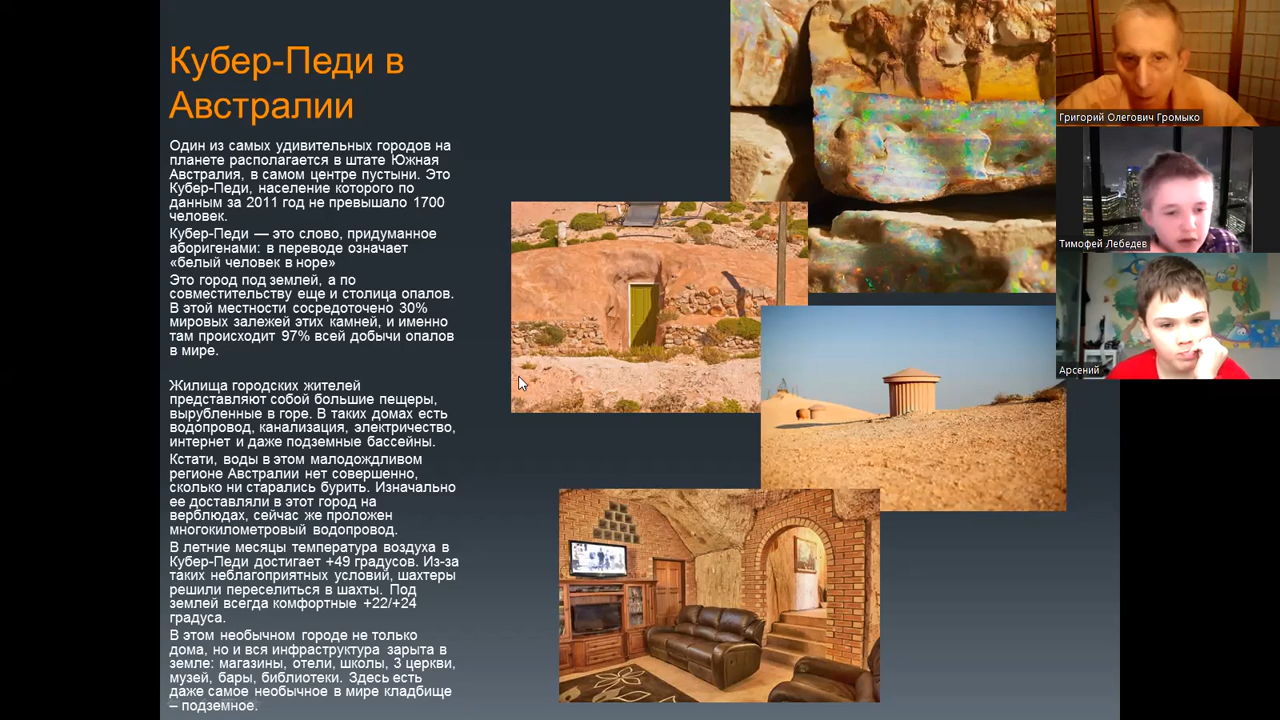 Кубер-Педи в
Австралии
Один из самых удивительных городов на
планете располагается в штате Южная
Австралия, в самом центре пустыни. Это
Кубер-Педи, население которого по
данным за 2011 год не превышало 1700
человек.
Кубер-Педи — это слово, придуманное
аборигенами: в переводе означает
«белый человек в норе»
Это город под землей, а по
совместительству еще и столица опалов.
В этой местности сосредоточено 30%
мировых залежей этих камней, и именно
там происходит 97% всей добычи опалов
в мире.
Жилища городских жителей
представляют собой большие пещеры,
вырубленные в горе. В таких домах есть
водопровод, канализация, электричество,
интернет и даже подземные бассейны.
Кстати, воды в этом малодождливом
регионе Австралии нет совершенно,
сколько ни старались бурить. Изначально
ее доставляли в этот город на
верблюдах, сейчас же проложен
многокилометровый водопровод.
В летние месяцы температура воздуха в
Кубер-Педи достигает +49 градусов. Из-за
таких неблагоприятных условий, шахтеры
решили переселиться в шахты. Под
землей всегда комфортные +22/+24
градуса.
В этом необычном городе не только
дома, но и вся инфраструктура зарыта в
земле: магазины, отели, школы, 3 церкви,
музей, бары, библиотеки. Здесь есть
даже самое необычное в мире кладбище
– подземное.
Григорий Олегович Громыко
Тимофей Лебедев
Арсений